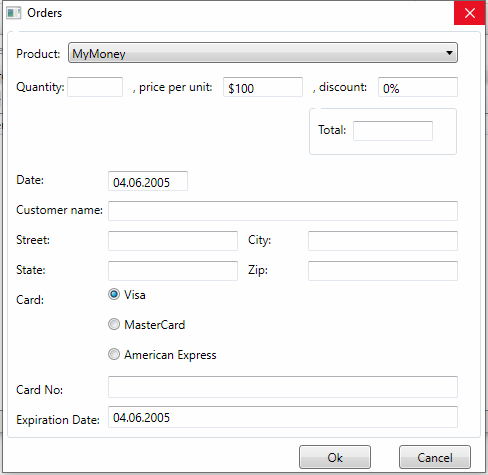 Orders
Product: MyMoney
Quantity: , price per unit: $100 , discount: 0%
Total:
Date: 04.06.2005
Customer name:
Street: City:
State: Zip:
Card: Visa
MasterCard
American Express
Card No:
Expiration Date: 04.06.2005
Ok Cancel